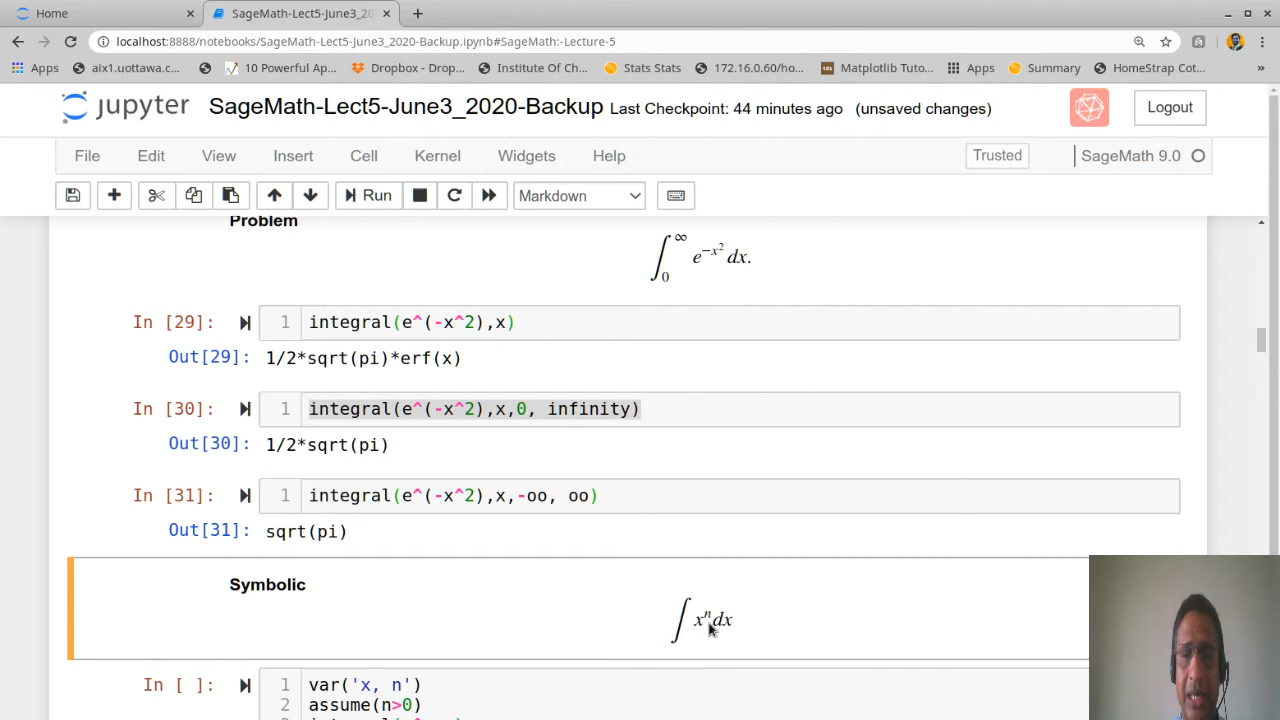 Home
SageMath-Lect5-June3_20
localhost:8888/notebooks/SageMath-Lect5-June3_2020-Backup.ipynb#SageMath:-Lecture-5
Apps aix1.uottawa.c... 10 Powerful Ap... Dropbox - Drop... Institute Of Ch... Stats Stats 172.16.0.60/ho... Matplotlib Tuto... Apps Summary HomeStrap Cot... »
jupyter SageMath-Lect5-June3_2020-Backup Last Checkpoint: 44 minutes ago (unsaved changes) Logout
File Edit View Insert Cell Kernel Widgets Help Trusted SageMath 9.0
Run Markdown
Problem
∫₀^∞ e^{-x²} dx.
In [29]: 1 integral(e^(-x^2),x)
Out[29]: 1/2*sqrt(pi)*erf(x)
In [30]: 1 integral(e^(-x^2),x,0, infinity)
Out[30]: 1/2*sqrt(pi)
In [31]: 1 integral(e^(-x^2),x,-oo, oo)
Out[31]: sqrt(pi)
Symbolic
∫ xⁿdx
In [ ]: 1 var('x, n')
2 assume(n>0)